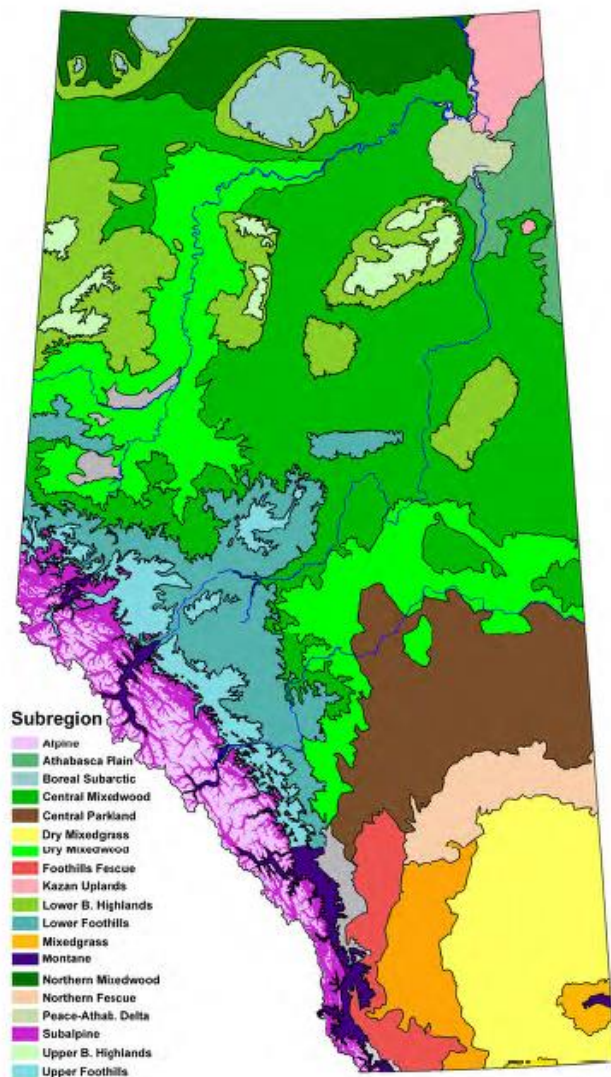 Subregion
Alpine
Athabasca Plain
Boreal Subarctic
Central Mixedwood
Central Parkland
Dry Mixedgrass
Dry Mixedwood
Foothills Fescue
Kazan Uplands
Lower B. Highlands
Lower Foothills
Mixedgrass
Montane
Northern Mixedwood
Northern Fescue
Peace-Athab. Delta
Subalpine
Upper B. Highlands
Upper Foothills